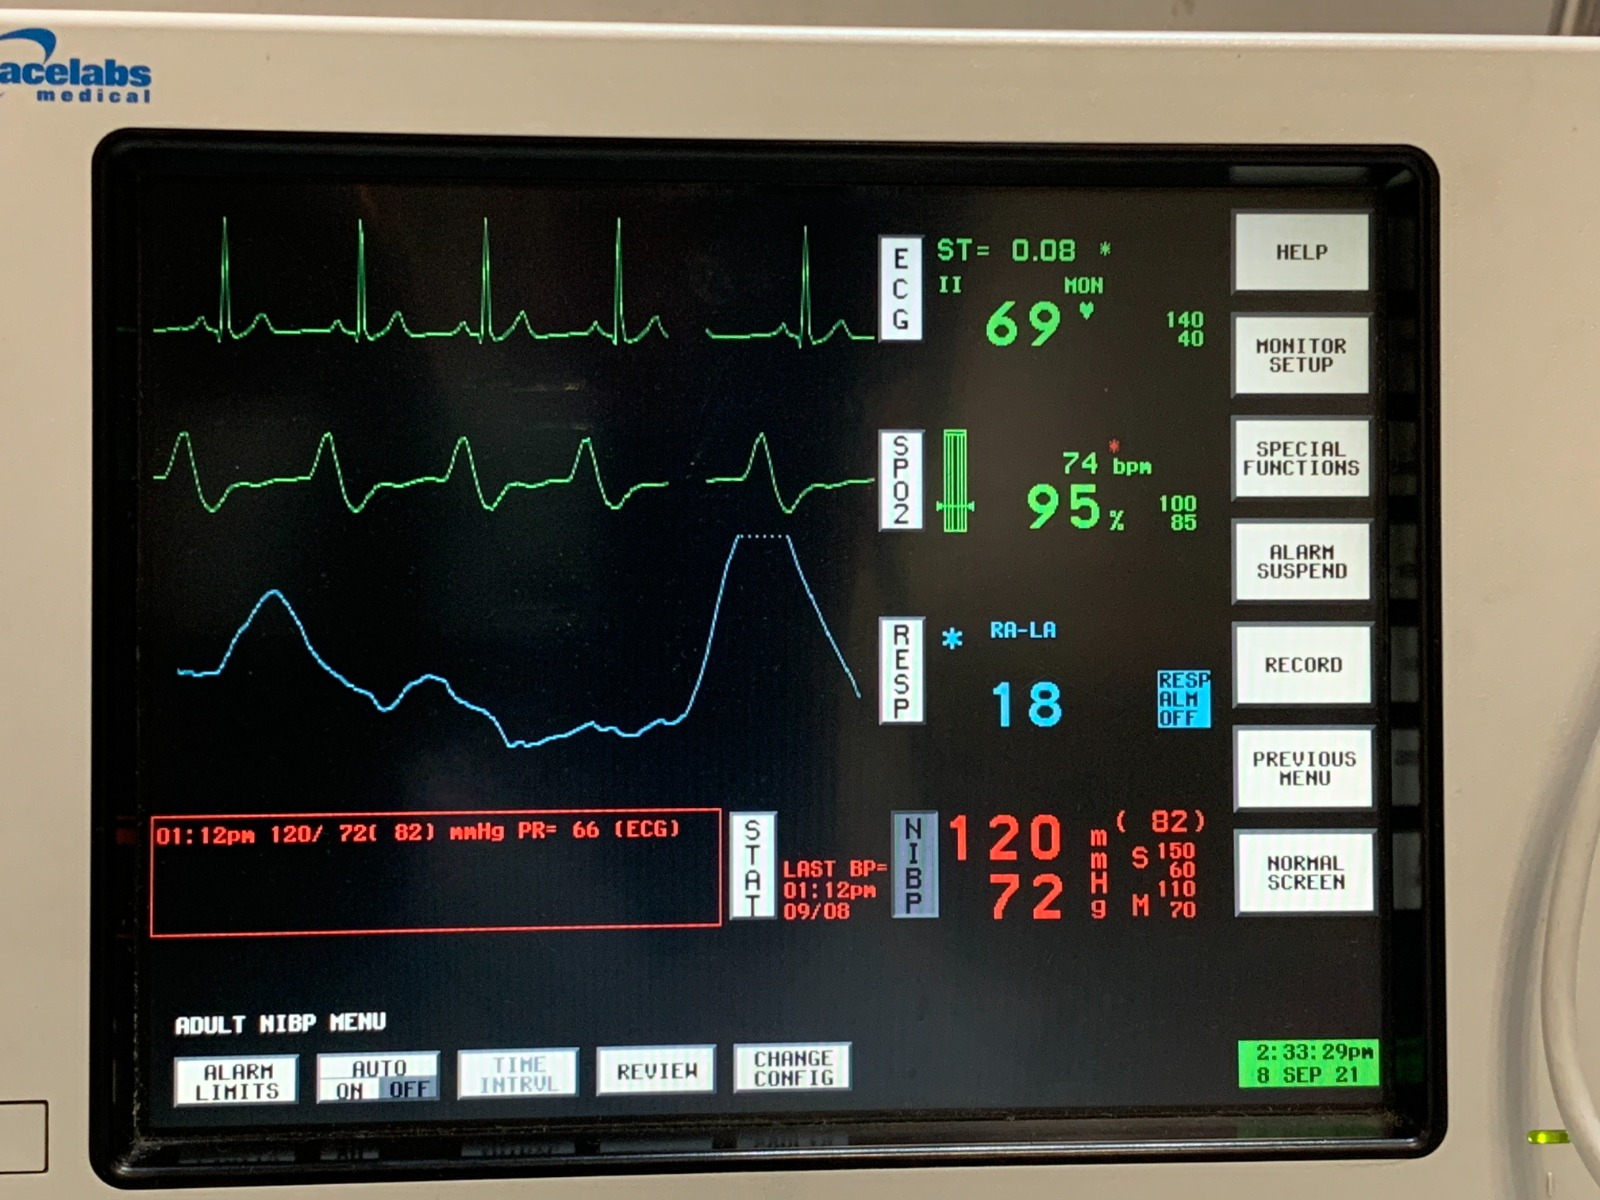 acelabs
medical
ECG
ST= 0.08 *
II MON
69 ♥
140
40
SPO2
*
74 bpm
95 %
100
85
RESP
* RA-LA
18
RESP
ALM
OFF
01:12pm 120/ 72( 82) mmHg PR= 66 (ECG)
STAT
LAST BP=
01:12pm
09/08
NIBP
120
72
mmHg
( 82)
S 150
60
M 110
70
HELP
MONITOR
SETUP
SPECIAL
FUNCTIONS
ALARM
SUSPEND
RECORD
PREVIOUS
MENU
NORMAL
SCREEN
ADULT NIBP MENU
ALARM
LIMITS
AUTO
ON OFF
TIME
INTRVL
REVIEW
CHANGE
CONFIG
2:33:29pm
8 SEP 21